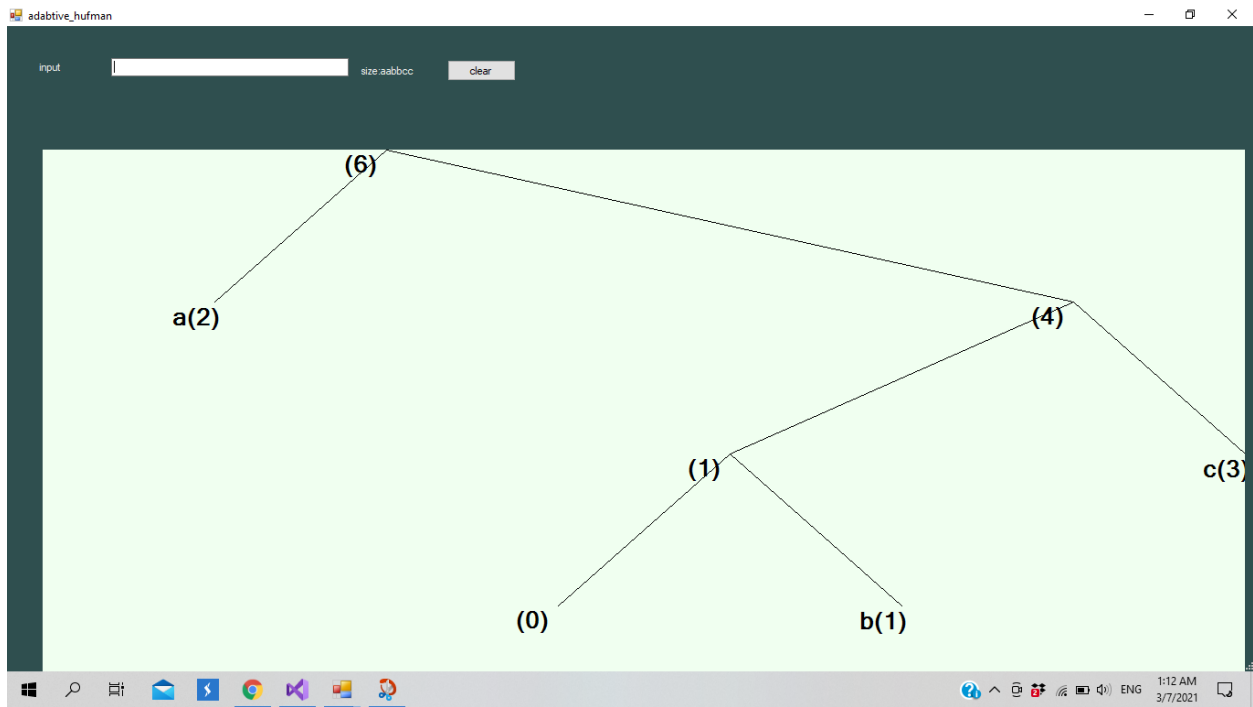 adabtive_hufman
input
size:aabbcc
clear
(6)
a(2)
(4)
(1)
c(3)
(0)
b(1)
ENG
1:12 AM
3/7/2021